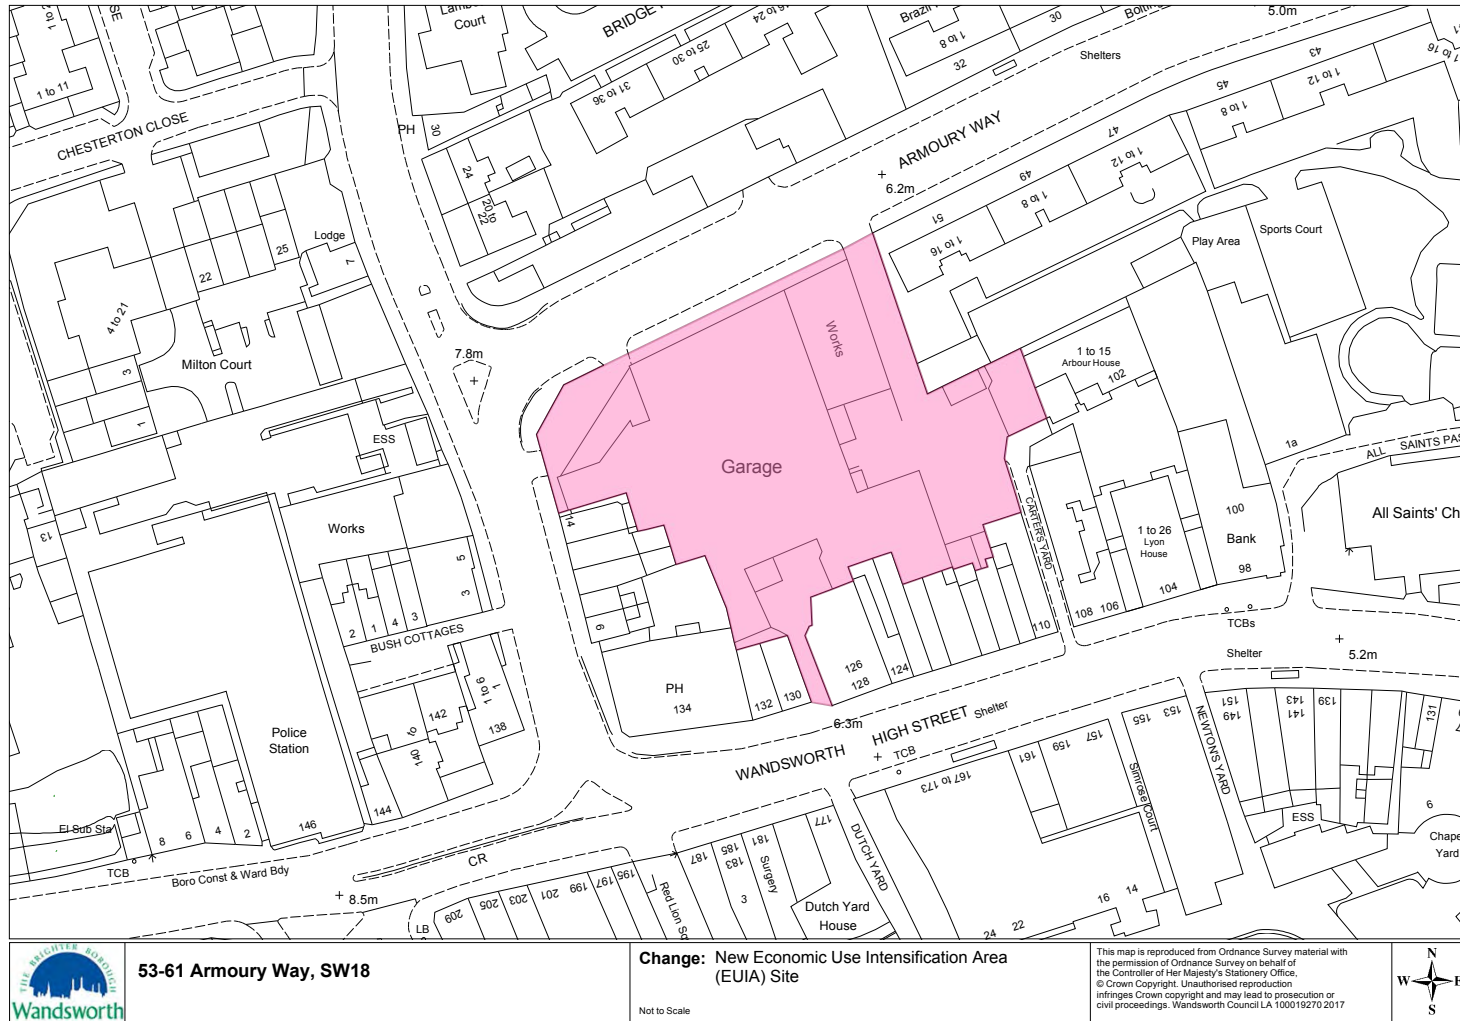 Court
BRIDGE
16 to 24
1 to 8
30
32
5.0m
Shelters
43
1 to 16
1 to 12
45
1 to 8
1 to 11
CHESTERTON CLOSE
PH
30
31 to 36
25 to 30
ARMOURY WAY
6.2m
47
1 to 12
49
1 to 8
51
1 to 16
24
20 to
22
Play Area
Sports Court
Lodge
7
25
22
4 to 21
Milton Court
3
1
7.8m
Works
1 to 15
Arbour House
102
ESS
Garage
1a
ALL SAINTS PAS
Works
13
14
CARTER'S YARD
1 to 26
Lyon
House
100
Bank
98
All Saints' Ch
5
3
2
1
4
3
BUSH COTTAGES
6
108
106
104
110
TCBs
Shelter
5.2m
PH
134
132
130
126
128
124
1 to 6
142
140
to
138
Police
Station
6.3m
WANDSWORTH HIGH STREET
Shelter
TCB
151
149
143
141
139
131
NEWTON'S YARD
153
155
157
159
161
167 to 173
Simrose Court
144
146
El Sub Sta
8
6
4
2
TCB
Boro Const & Ward Bdy
CR
8.5m
177
181
185
183
187
Surgery
3
DUTCH YARD
Dutch Yard
House
195
197
199
201
203
205
209
LB
Red Lion Sq
ESS
6
Chape
Yard
16
14
22
24
THE BRIGHTER BOROUGH
Wandsworth
53-61 Armoury Way, SW18
Change: New Economic Use Intensification Area
(EUIA) Site
Not to Scale
This map is reproduced from Ordnance Survey material with
the permission of Ordnance Survey on behalf of
the Controller of Her Majesty's Stationery Office,
© Crown Copyright. Unauthorised reproduction
infringes Crown copyright and may lead to prosecution or
civil proceedings. Wandsworth Council LA 100019270 2017
N
W E
S